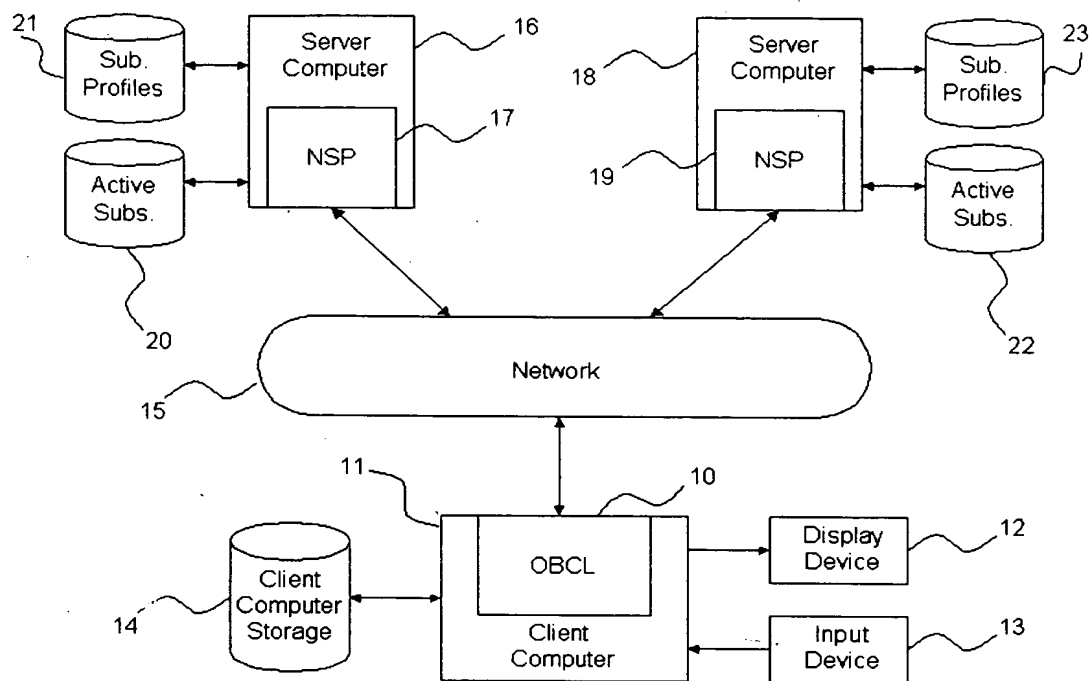 21
Sub.
Profiles
Server
Computer
16
17
NSP
Active
Subs.
20
18
Server
Computer
23
Sub.
Profiles
19
NSP
Active
Subs.
22
Network
15
11
10
OBCL
Client
Computer
14
Client
Computer
Storage
Display
Device
12
Input
Device
13